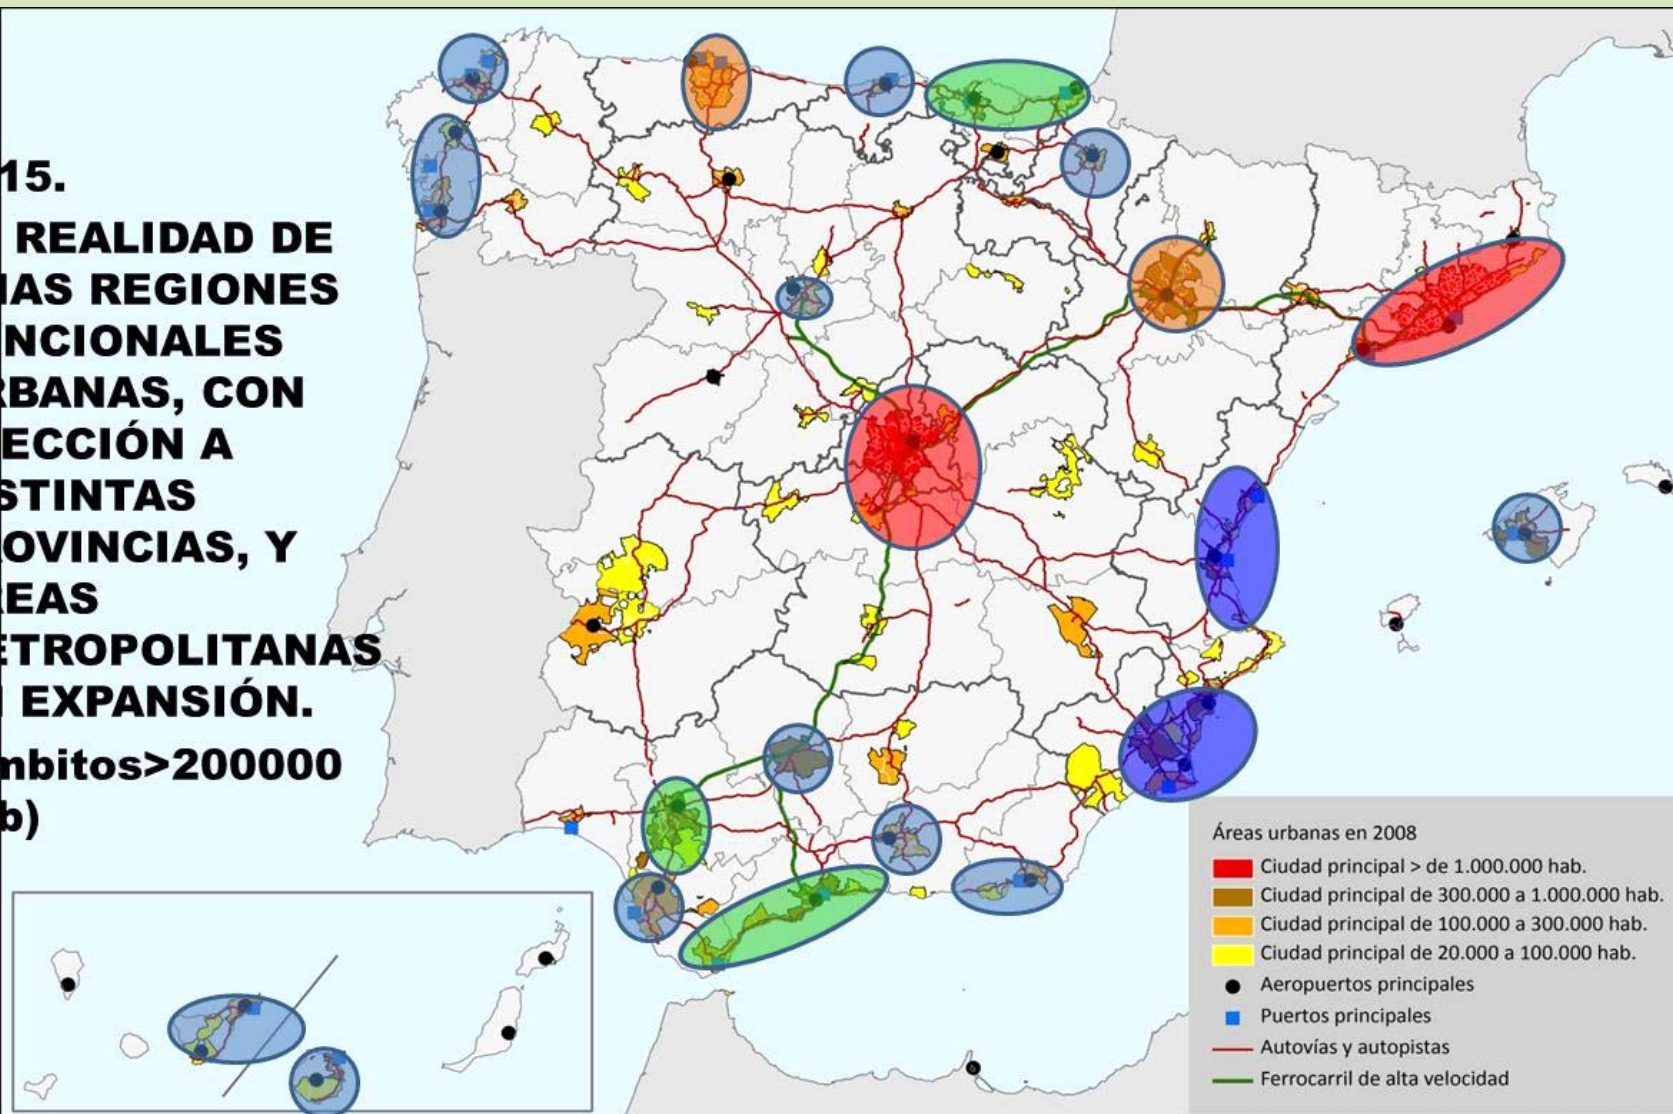 15.
REALIDAD DE
NAS REGIONES
NCIONALES
RBANAS, CON
ECCIÓN A
STINTAS
ROVINCIAS, Y
REAS
ETROPOLITANAS
EXPANSIÓN.
mbitos>200000
b)
Áreas urbanas en 2008
Ciudad principal > de 1.000.000 hab.
Ciudad principal de 300.000 a 1.000.000 hab.
Ciudad principal de 100.000 a 300.000 hab.
Ciudad principal de 20.000 a 100.000 hab.
Aeropuertos principales
Puertos principales
Autovías y autopistas
Ferrocarril de alta velocidad